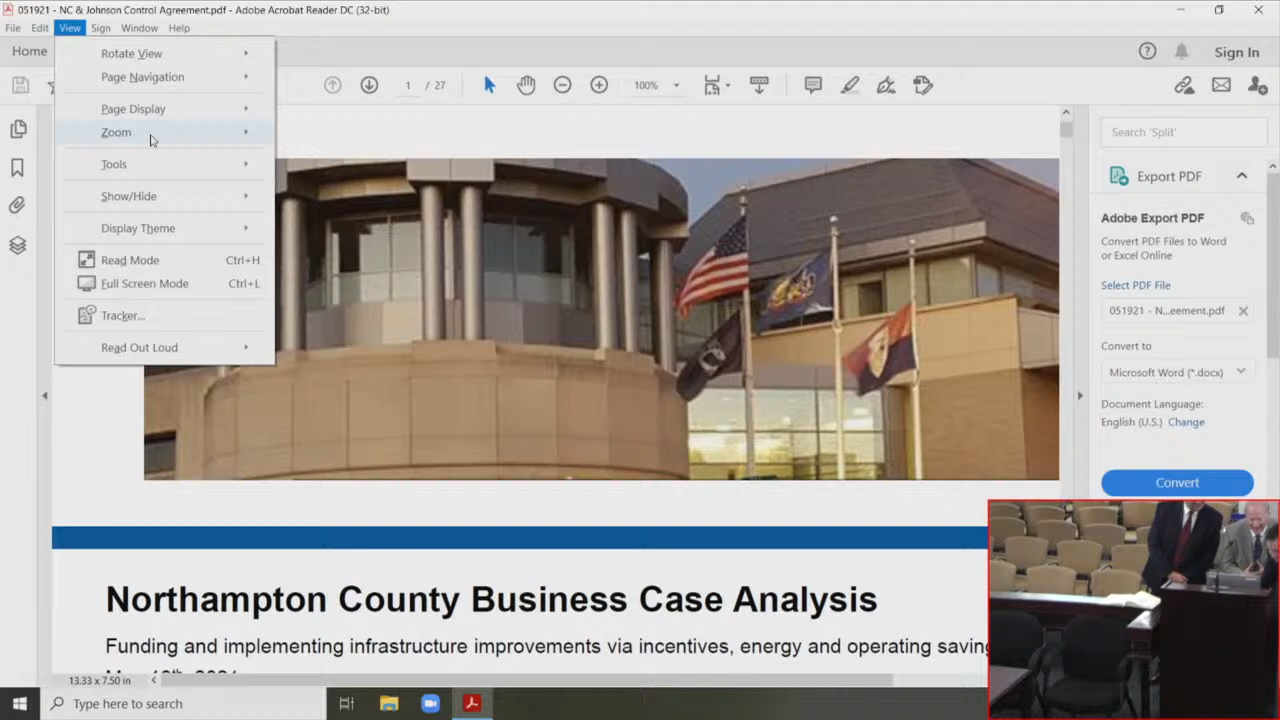 051921 - NC & Johnson Control Agreement.pdf - Adobe Acrobat Reader DC (32-bit)
File Edit View Sign Window Help
Home
Sign In
1 / 27
100%
Rotate View
Page Navigation
Page Display
Zoom
Tools
Show/Hide
Display Theme
Read Mode Ctrl+H
Full Screen Mode Ctrl+L
Tracker...
Read Out Loud
Search 'Split'
Export PDF
Adobe Export PDF
Convert PDF Files to Word
or Excel Online
Select PDF File
051921 - N...eement.pdf
Convert to
Microsoft Word (*.docx)
Document Language:
English (U.S.) Change
Convert
Northampton County Business Case Analysis
Funding and implementing infrastructure improvements via incentives, energy and operating
13.33 x 7.50 in
Type here to search